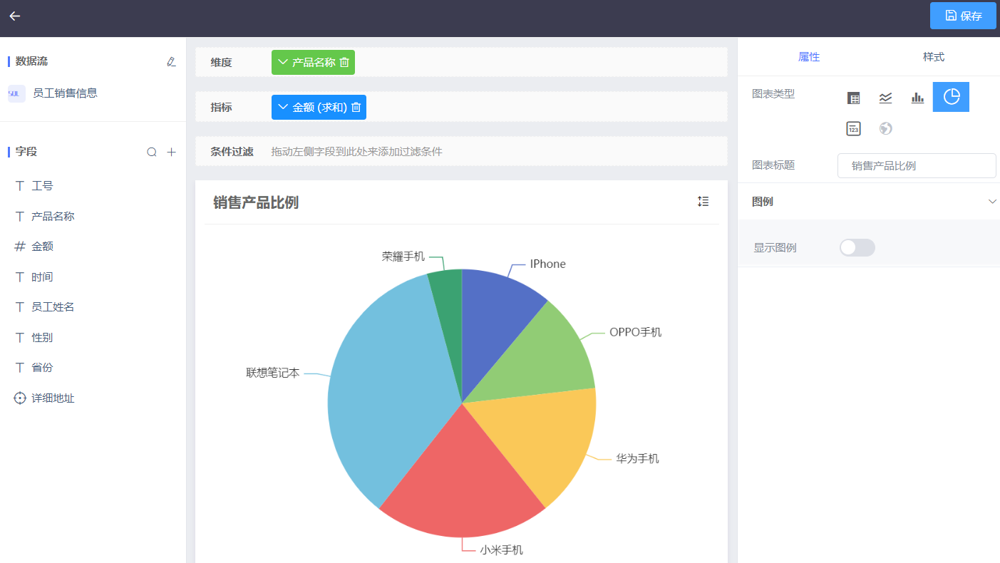 保存
数据流
SQL
员工销售信息
字段
工号
产品名称
金额
时间
员工姓名
性别
省份
详细地址
维度
产品名称
指标
金额 (求和)
条件过滤
拖动左侧字段到此处来添加过滤条件
销售产品比例
荣耀手机
IPhone
OPPO手机
联想笔记本
华为手机
小米手机
属性
样式
图表类型
123
图表标题
销售产品比例
图例
显示图例